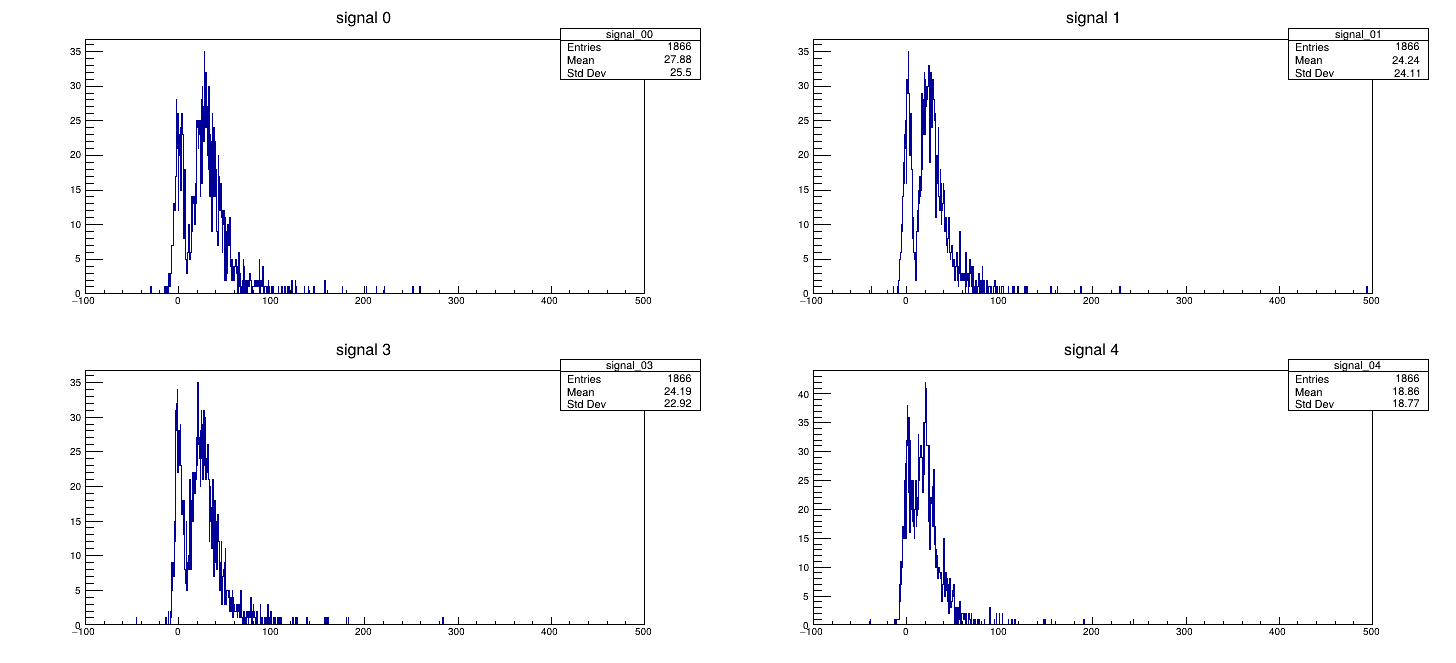 signal 0
signal_00
Entries 1866
Mean 27.88
Std Dev 25.5
35
30
25
20
15
10
5
0
−100 0 100 200 300 400 500
signal 1
signal_01
Entries 1866
Mean 24.24
Std Dev 24.11
35
30
25
20
15
10
5
0
−100 0 100 200 300 400 500
signal 3
signal_03
Entries 1866
Mean 24.19
Std Dev 22.92
35
30
25
20
15
10
5
0
−100 0 100 200 300 400 500
signal 4
signal_04
Entries 1866
Mean 18.86
Std Dev 18.77
40
35
30
25
20
15
10
5
0
−100 0 100 200 300 400 500